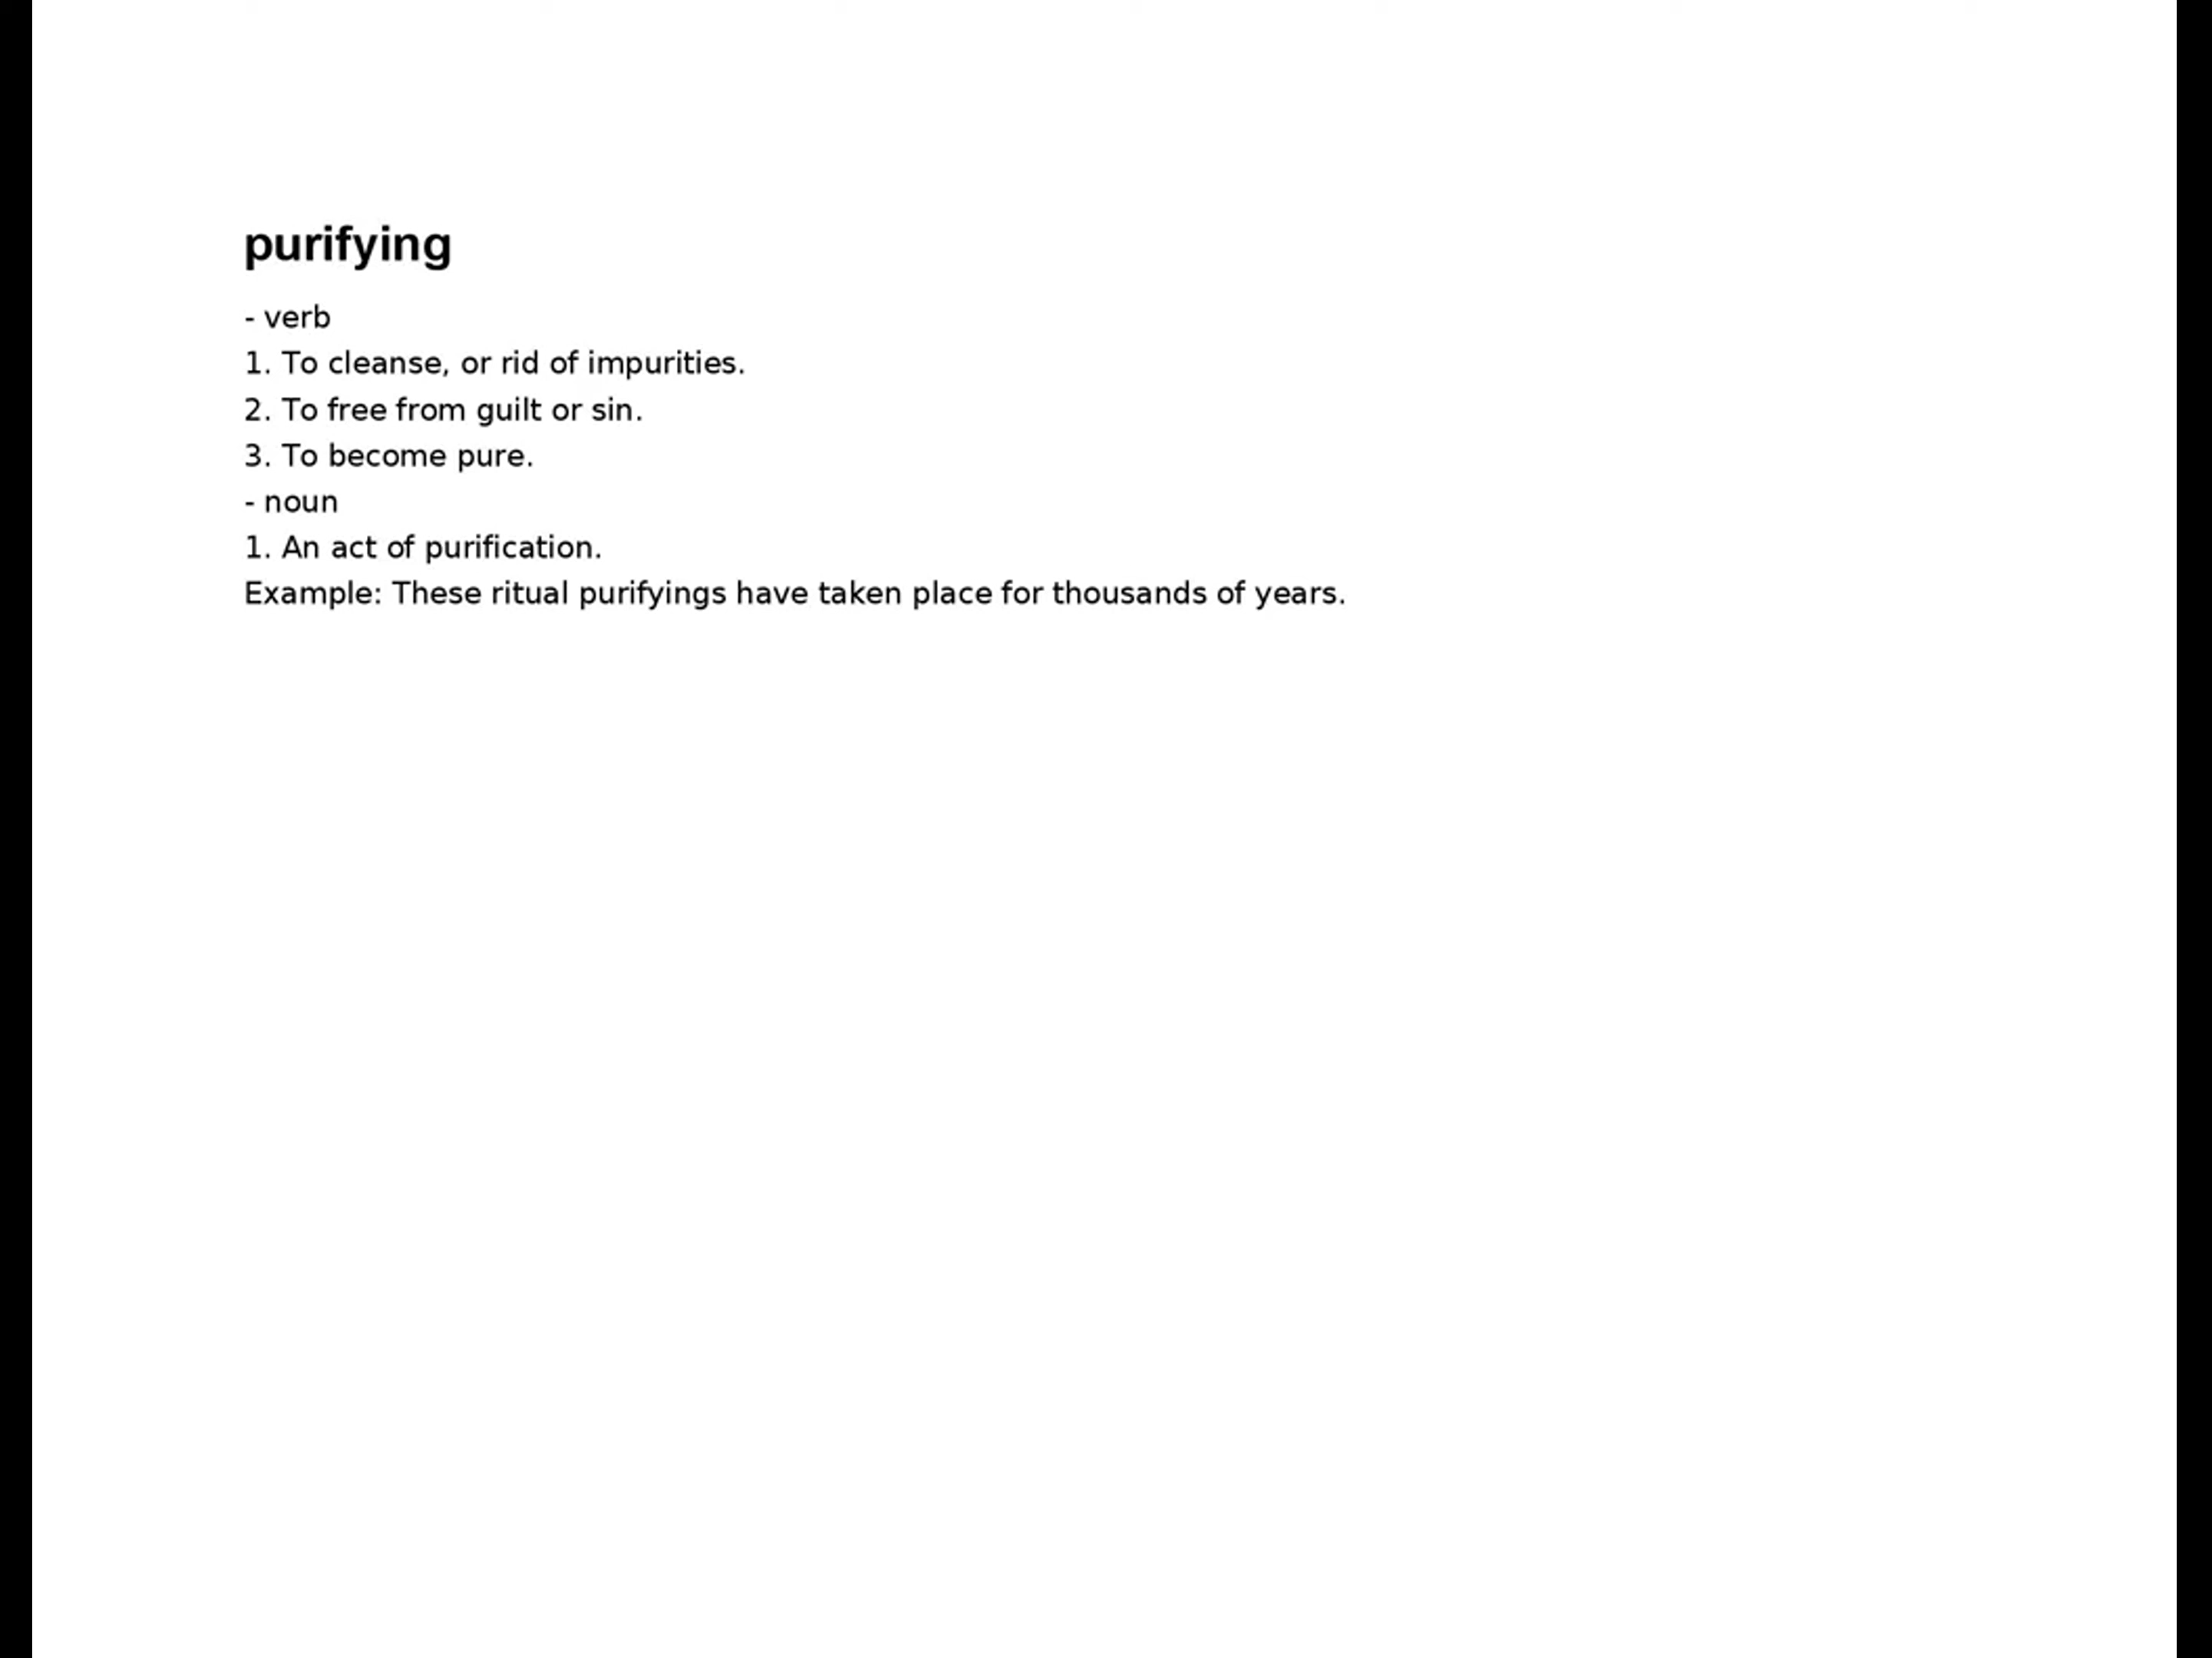 purifying
- verb
1. To cleanse, or rid of impurities.
2. To free from guilt or sin.
3. To become pure.
- noun
1. An act of purification.
Example: These ritual purifyings have taken place for thousands of years.